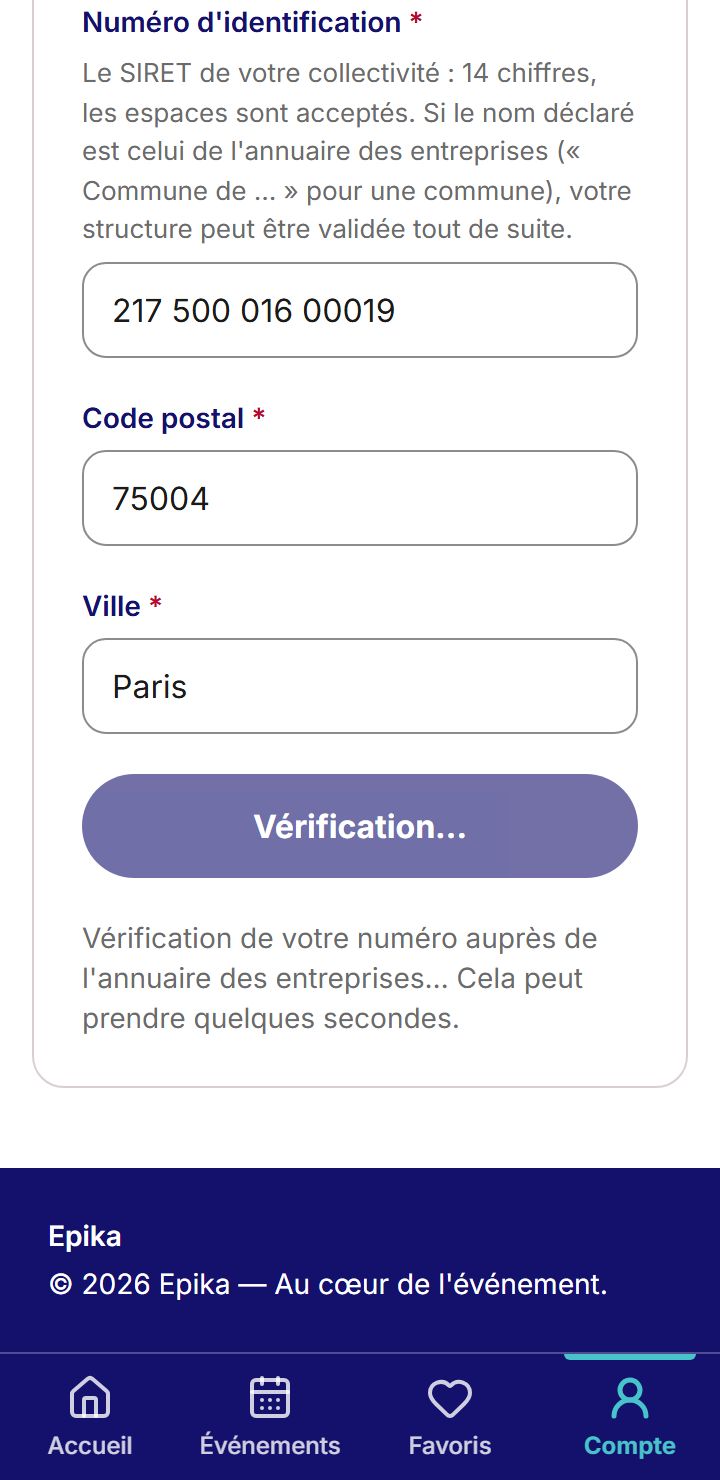 Numéro d'identification *
Le SIRET de votre collectivité : 14 chiffres,
les espaces sont acceptés. Si le nom déclaré
est celui de l'annuaire des entreprises («
Commune de … » pour une commune), votre
structure peut être validée tout de suite.
217 500 016 00019
Code postal *
75004
Ville *
Paris
Vérification…
Vérification de votre numéro auprès de
l'annuaire des entreprises… Cela peut
prendre quelques secondes.
Epika
© 2026 Epika — Au cœur de l'événement.
Accueil Événements Favoris Compte